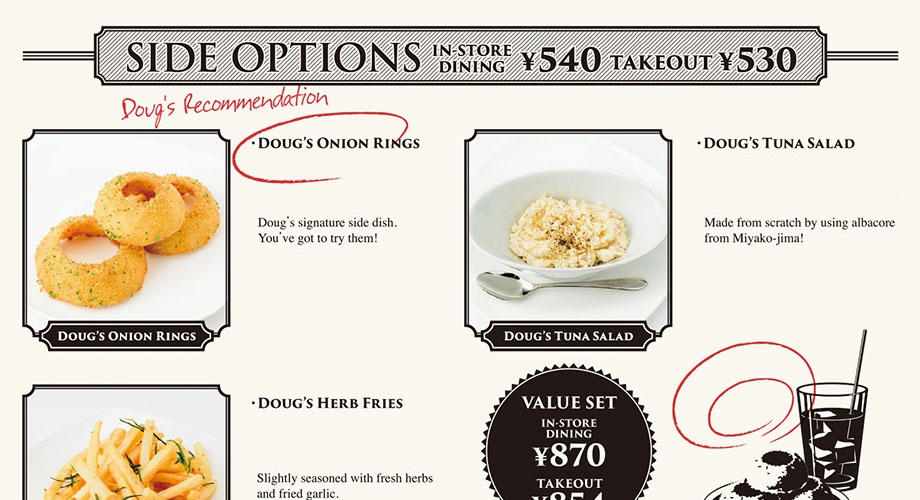 SIDE OPTIONS IN-STORE DINING ¥540 TAKEOUT ¥530
Doug's Recommendation
・DOUG'S ONION RINGS
Doug's signature side dish.
You've got to try them!
DOUG'S ONION RINGS
・DOUG'S TUNA SALAD
Made from scratch by using albacore
from Miyako-jima!
DOUG'S TUNA SALAD
・DOUG'S HERB FRIES
Slightly seasoned with fresh herbs
and fried garlic.
VALUE SET
IN-STORE
DINING
¥870
TAKEOUT
¥854